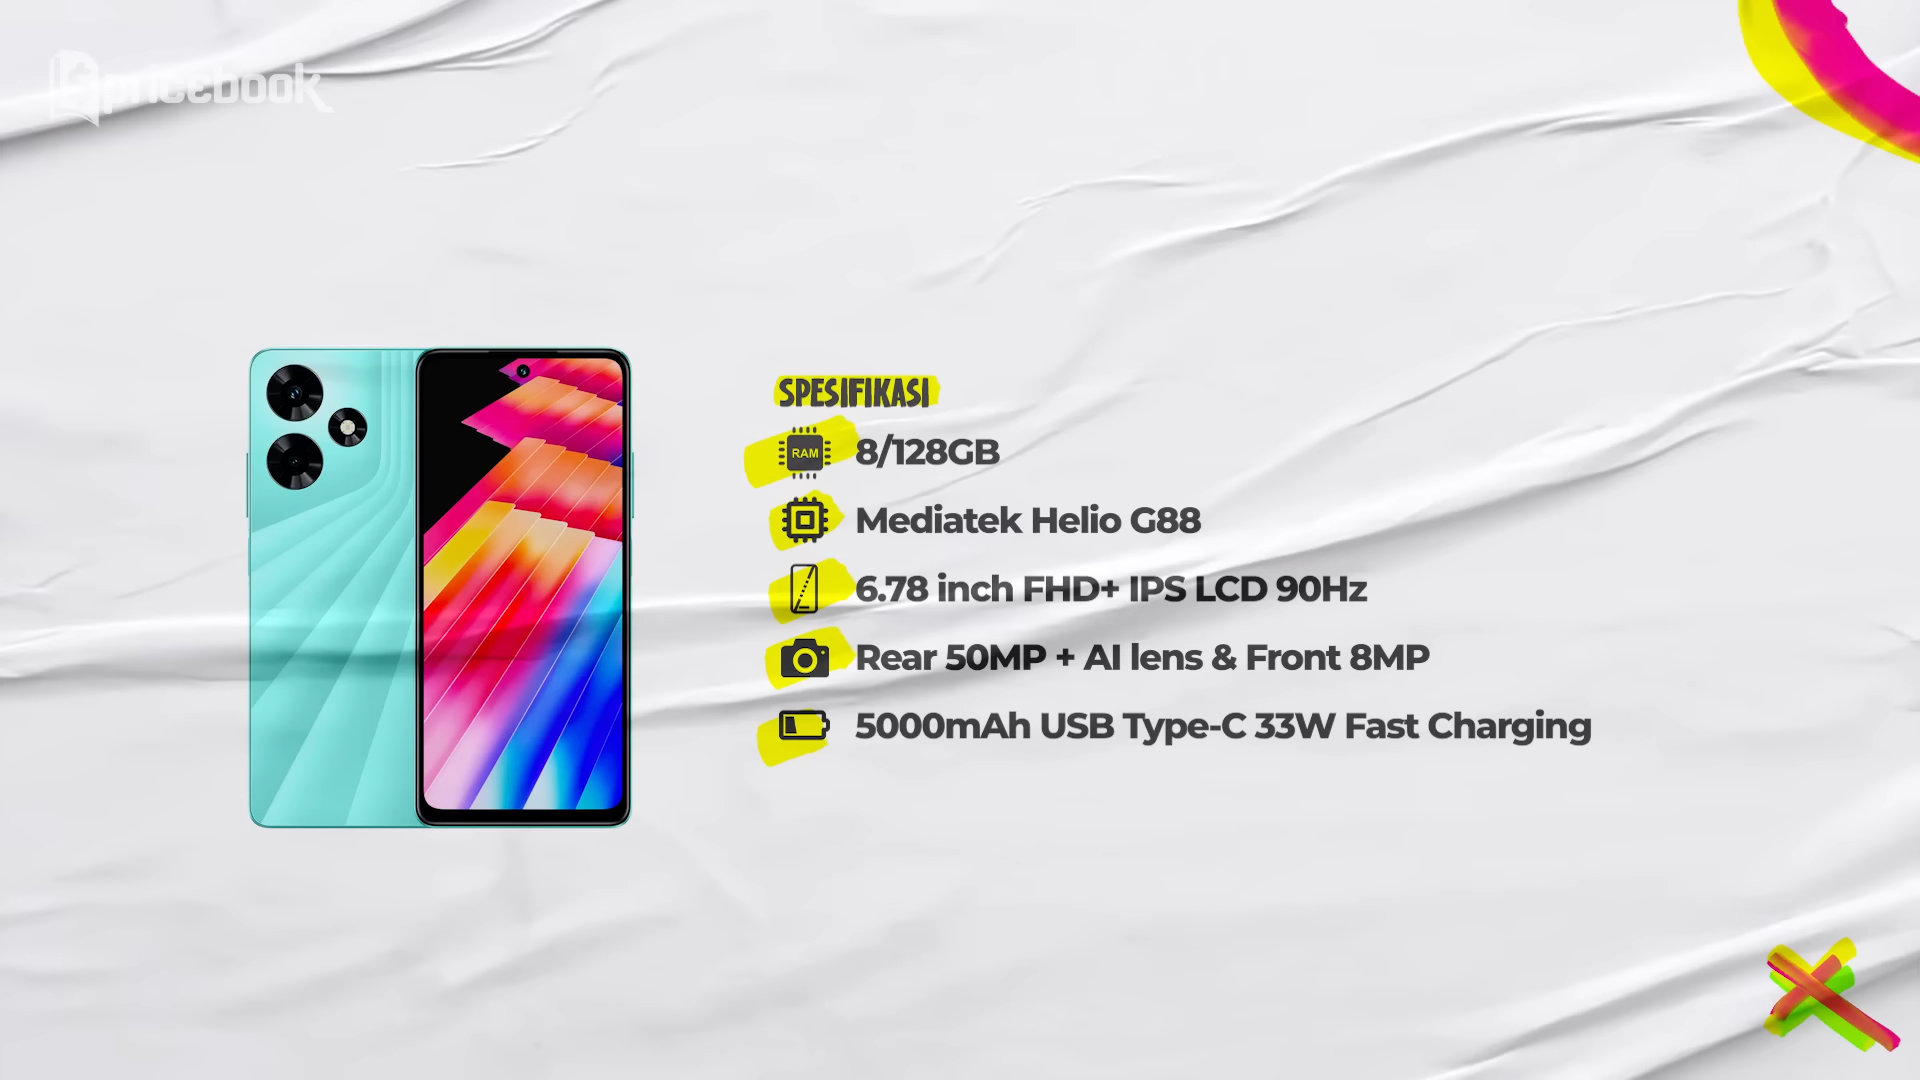 pricebook
SPESIFIKASI
RAM
8/128GB
Mediatek Helio G88
6.78 inch FHD+ IPS LCD 90Hz
Rear 50MP + AI lens & Front 8MP
5000mAh USB Type-C 33W Fast Charging